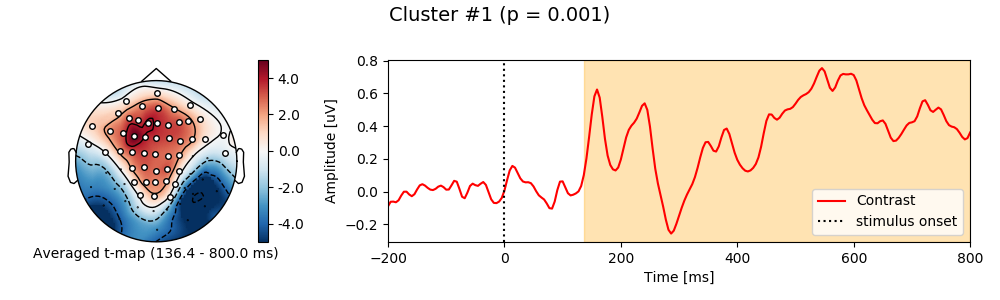 Cluster #1 (p = 0.001)
4.0
2.0
0.0
−2.0
−4.0
Averaged t-map (136.4 - 800.0 ms)
Amplitude [uV]
0.8
0.6
0.4
0.2
0.0
−0.2
−200
0
200
400
600
800
Time [ms]
Contrast
stimulus onset